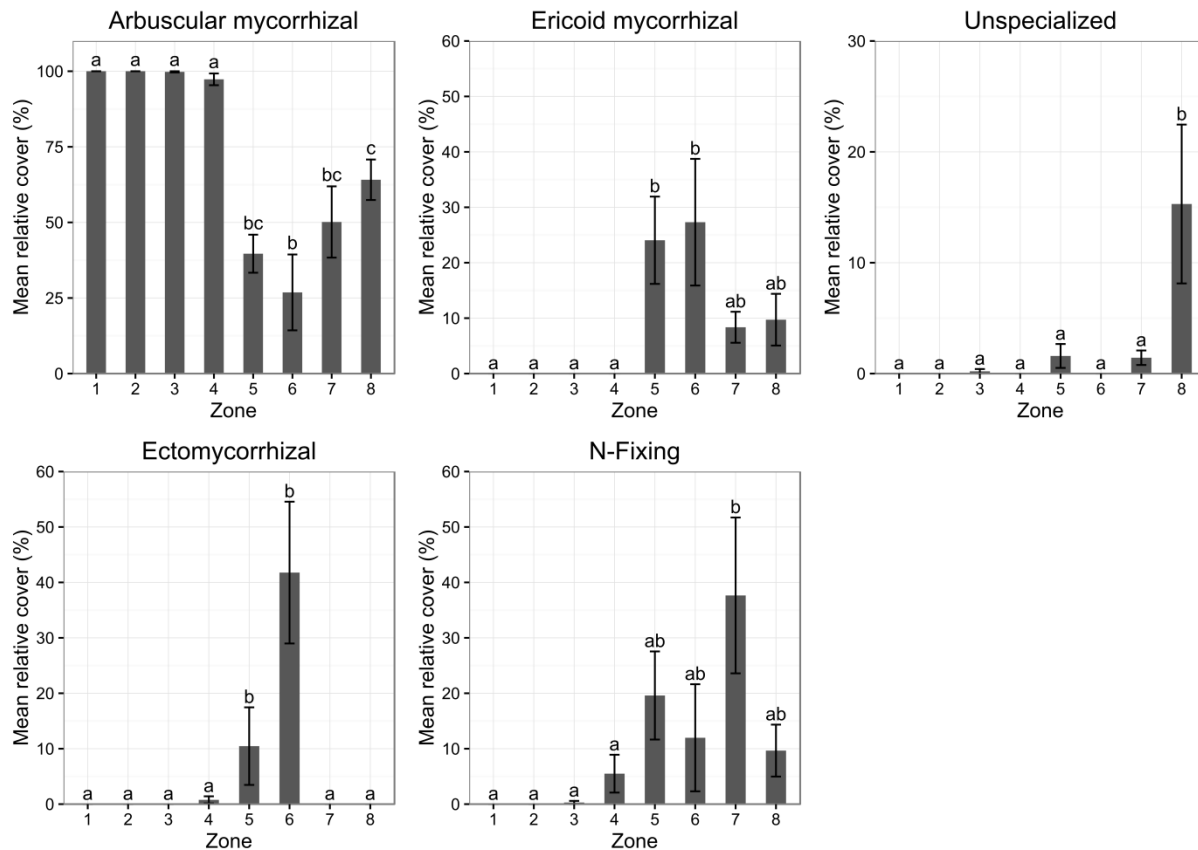 Arbuscular mycorrhizal
Mean relative cover (%)
100
75
50
25
0
a a a a bc b bc c
1 2 3 4 5 6 7 8
Zone
Ericoid mycorrhizal
Mean relative cover (%)
60
50
40
30
20
10
0
a a a a b b ab ab
1 2 3 4 5 6 7 8
Zone
Unspecialized
Mean relative cover (%)
30
20
10
0
a a a a a a a b
1 2 3 4 5 6 7 8
Zone
Ectomycorrhizal
Mean relative cover (%)
60
50
40
30
20
10
0
a a a a b b a a
1 2 3 4 5 6 7 8
Zone
N-Fixing
Mean relative cover (%)
60
50
40
30
20
10
0
a a a a ab ab b ab
1 2 3 4 5 6 7 8
Zone